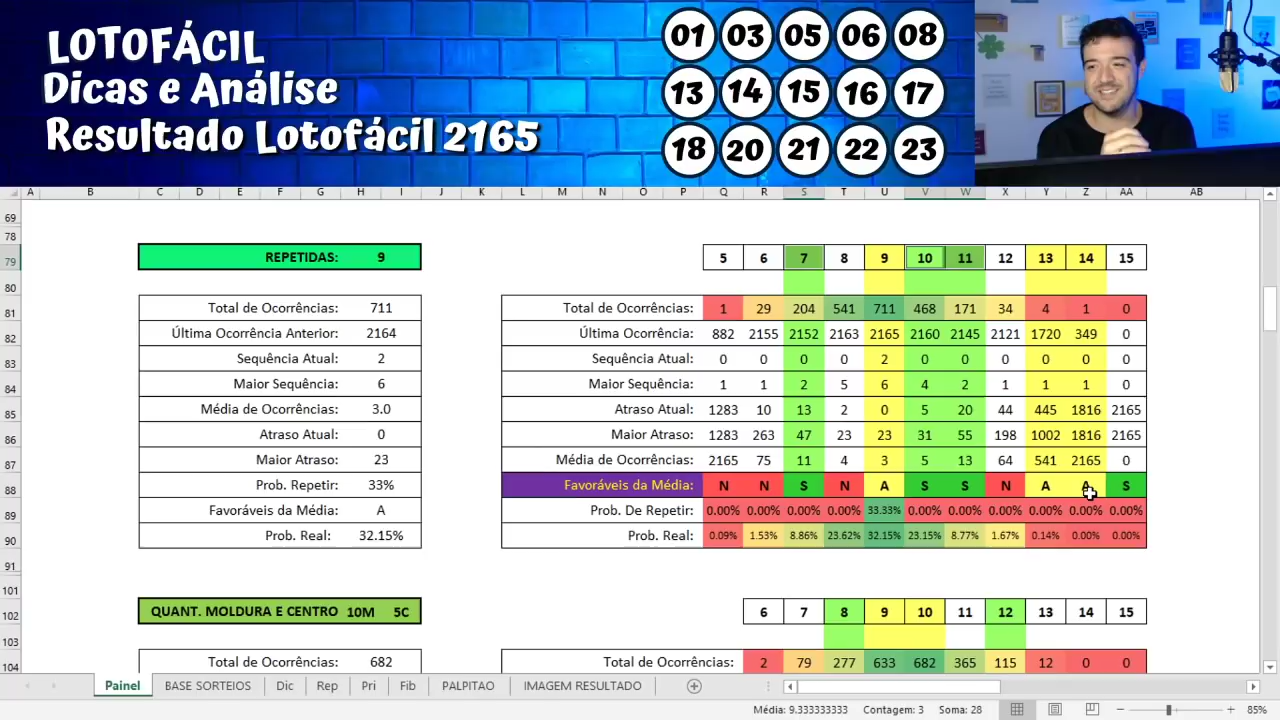 LOTOFÁCIL
Dicas e Análise
Resultado Lotofácil 2165
01 03 05 06 08
13 14 15 16 17
18 20 21 22 23
A B C D E F G H I J K L M N O P Q R S T U V W X Y Z AA AB
69
78
79 REPETIDAS: 9 5 6 7 8 9 10 11 12 13 14 15
80
81 Total de Ocorrências: 711 Total de Ocorrências: 1 29 204 541 711 468 171 34 4 1 0
82 Última Ocorrência Anterior: 2164 Última Ocorrência: 882 2155 2152 2163 2165 2160 2145 2121 1720 349 0
83 Sequência Atual: 2 Sequência Atual: 0 0 0 0 2 0 0 0 0 0 0
84 Maior Sequência: 6 Maior Sequência: 1 1 2 5 6 4 2 1 1 1 0
85 Média de Ocorrências: 3.0 Atraso Atual: 1283 10 13 2 0 5 20 44 445 1816 2165
86 Atraso Atual: 0 Maior Atraso: 1283 263 47 23 23 31 55 198 1002 1816 2165
87 Maior Atraso: 23 Média de Ocorrências: 2165 75 11 4 3 5 13 64 541 2165 0
88 Prob. Repetir: 33% Favoráveis da Média: N N S N A S S N A A S
89 Favoráveis da Média: A Prob. De Repetir: 0.00% 0.00% 0.00% 0.00% 33.33% 0.00% 0.00% 0.00% 0.00% 0.00% 0.00%
90 Prob. Real: 32.15% Prob. Real: 0.09% 1.53% 8.86% 23.62% 32.15% 23.15% 8.77% 1.67% 0.14% 0.00% 0.00%
91
101
102 QUANT. MOLDURA E CENTRO 10M 5C 6 7 8 9 10 11 12 13 14 15
103
104 Total de Ocorrências: 682 Total de Ocorrências: 2 79 277 633 682 365 115 12 0 0
Painel BASE SORTEIOS Dic Rep Pri Fib PALPITAO IMAGEM RESULTADO
Média: 9.333333333 Contagem: 3 Soma: 28 85%